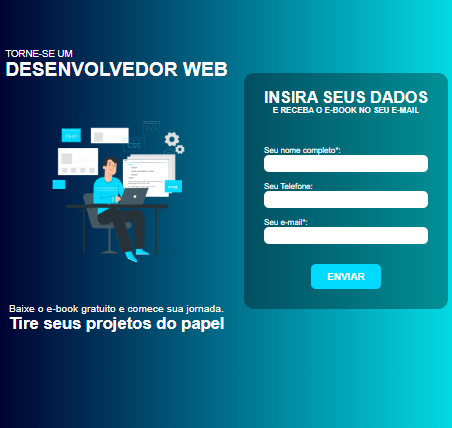 TORNE-SE UM
DESENVOLVEDOR WEB
CSS
Baixe o e-book gratuito e comece sua jornada.
Tire seus projetos do papel
INSIRA SEUS DADOS
E RECEBA O E-BOOK NO SEU E-MAIL
Seu nome completo*:
Seu Telefone:
Seu e-mail*:
ENVIAR